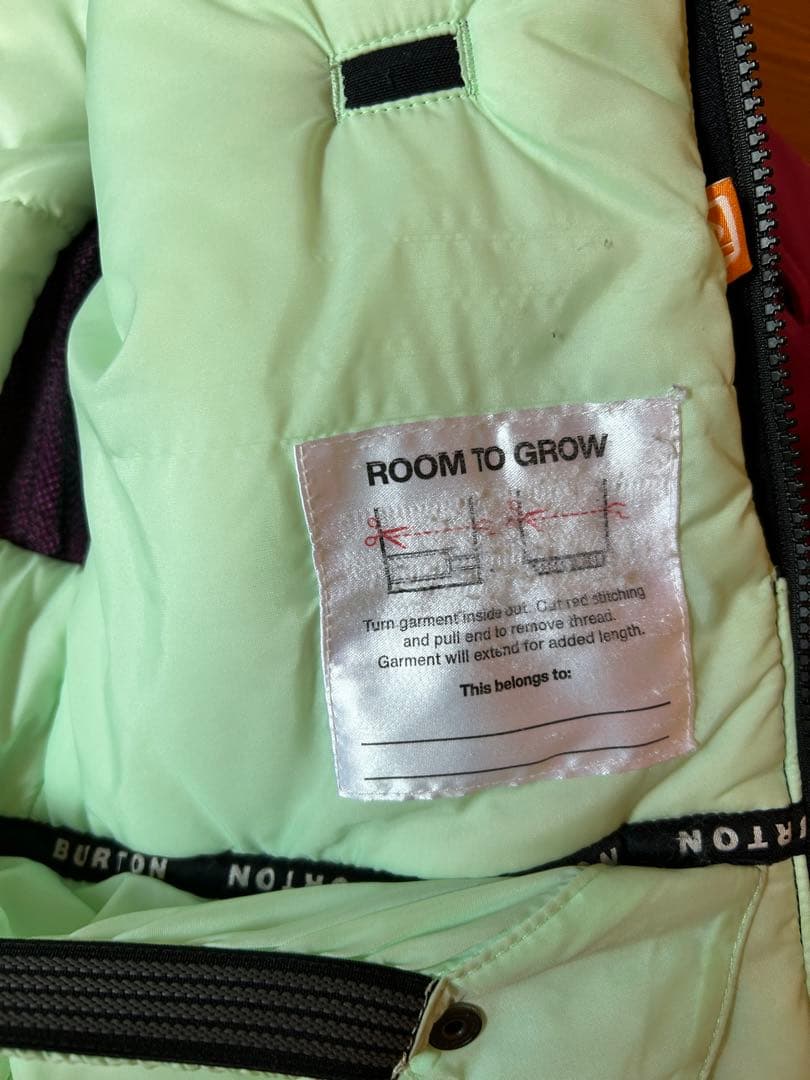 ROOM TO GROW
Turn garment inside out. Cut red stitching
and pull end to remove thread.
Garment will extend for added length.
This belongs to:
BURTON
BURTON